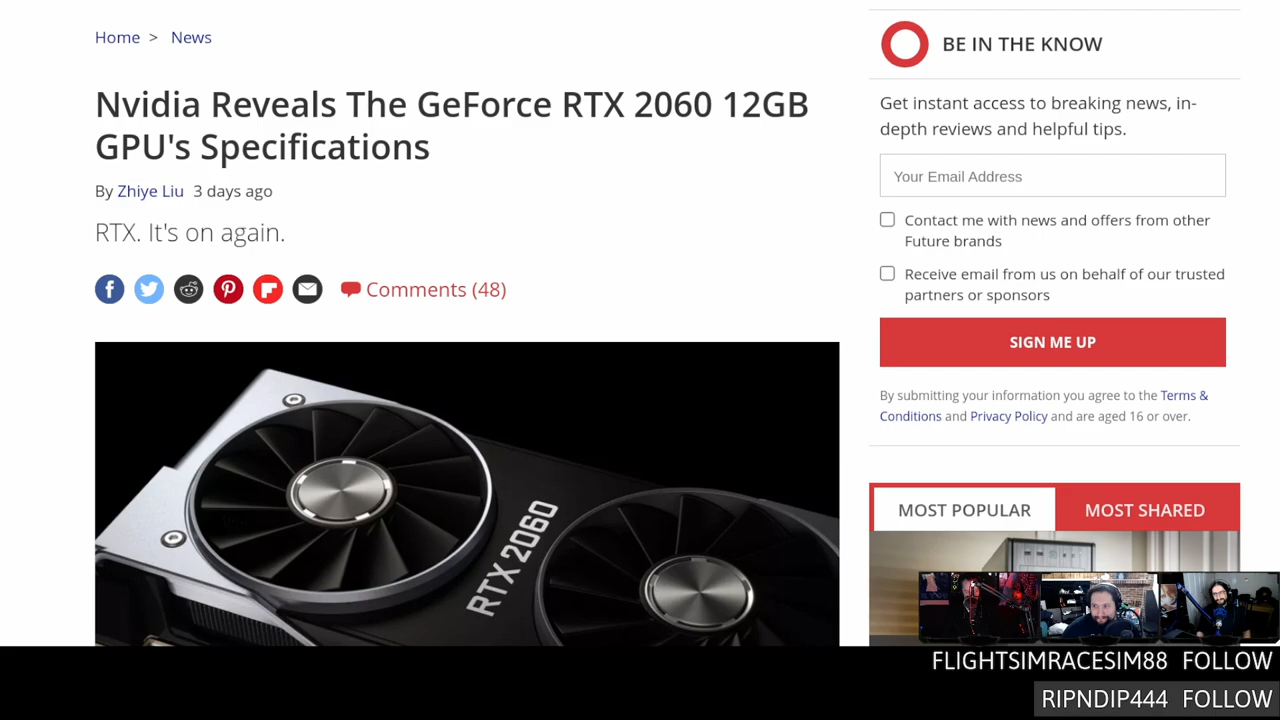 Home > News
Nvidia Reveals The GeForce RTX 2060 12GB
GPU's Specifications
By Zhiye Liu 3 days ago
RTX. It's on again.
Comments (48)
RTX 2060
BE IN THE KNOW
Get instant access to breaking news, in-
depth reviews and helpful tips.
Your Email Address
Contact me with news and offers from other
Future brands
Receive email from us on behalf of our trusted
partners or sponsors
SIGN ME UP
By submitting your information you agree to the Terms &
Conditions and Privacy Policy and are aged 16 or over.
MOST POPULAR
MOST SHARED
FLIGHTSIMRACESIM88 FOLLOW
RIPNDIP444 FOLLOW